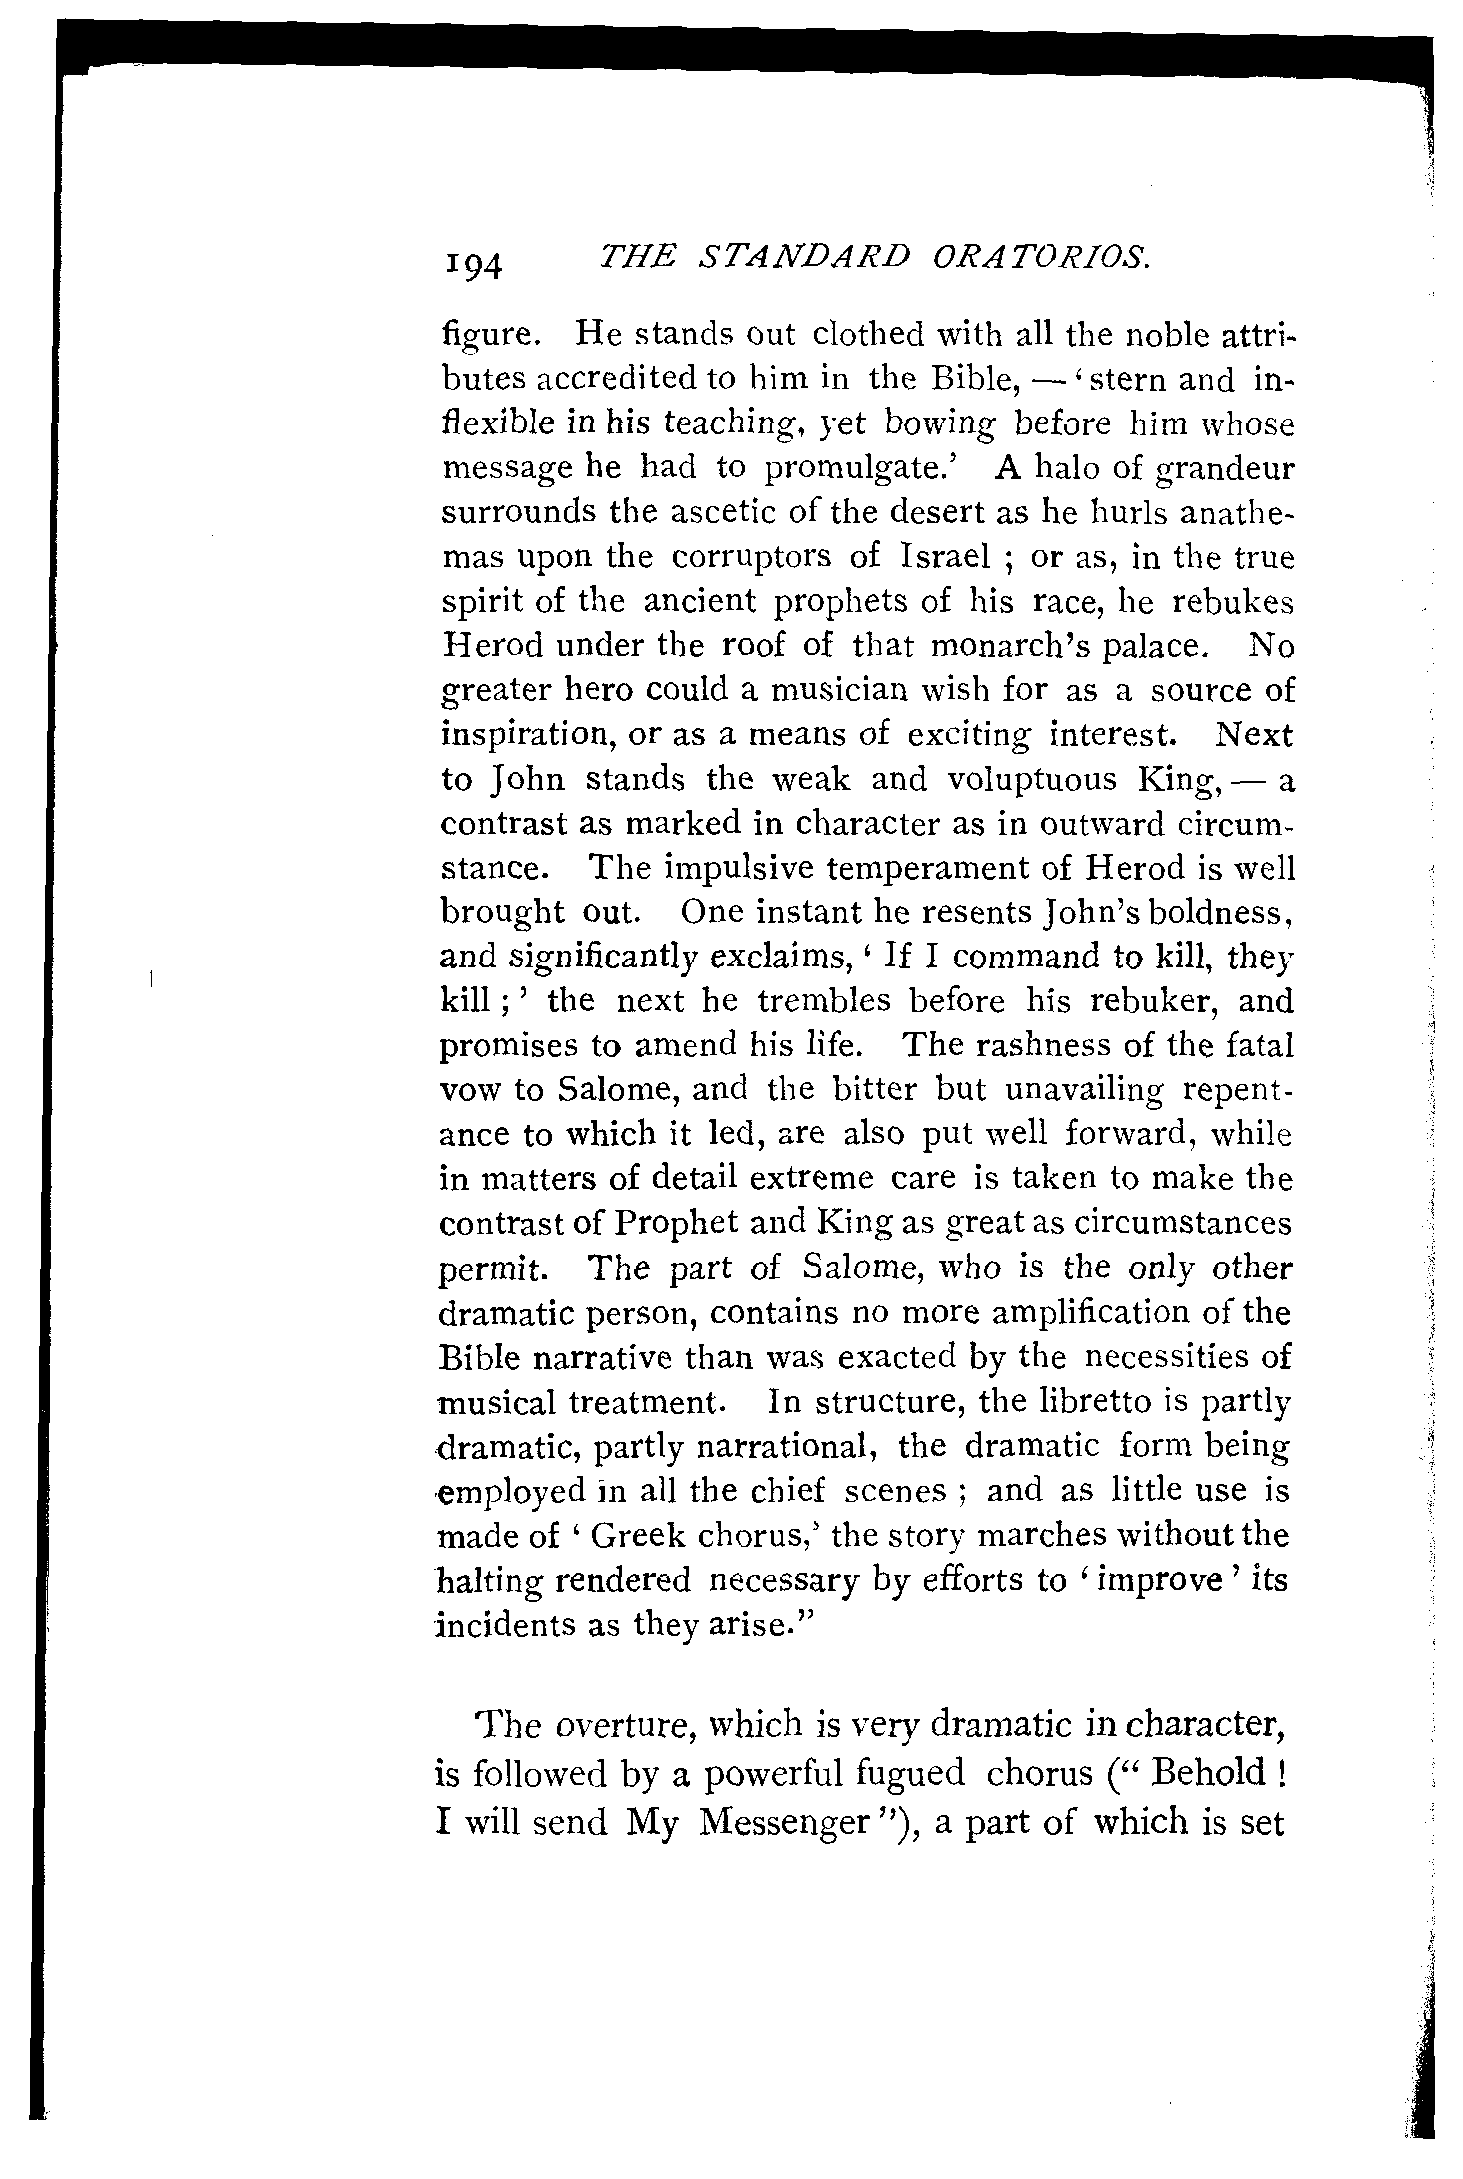 194 THE STANDARD ORATORIOS.
figure. He stands out clothed with all the noble attri-
butes accredited to him in the Bible, — ‘ stern and in-
flexible in his teaching, yet bowing before him whose
message he had to promulgate.’ A halo of grandeur
surrounds the ascetic of the desert as he hurls anathe-
mas upon the corruptors of Israel ; or as, in the true
spirit of the ancient prophets of his race, he rebukes
Herod under the roof of that monarch’s palace. No
greater hero could a musician wish for as a source of
inspiration, or as a means of exciting interest. Next
to John stands the weak and voluptuous King, — a
contrast as marked in character as in outward circum-
stance. The impulsive temperament of Herod is well
brought out. One instant he resents John’s boldness,
and significantly exclaims, ‘ If I command to kill, they
kill ; ’ the next he trembles before his rebuker, and
promises to amend his life. The rashness of the fatal
vow to Salome, and the bitter but unavailing repent-
ance to which it led, are also put well forward, while
in matters of detail extreme care is taken to make the
contrast of Prophet and King as great as circumstances
permit. The part of Salome, who is the only other
dramatic person, contains no more amplification of the
Bible narrative than was exacted by the necessities of
musical treatment. In structure, the libretto is partly
dramatic, partly narrational, the dramatic form being
employed in all the chief scenes ; and as little use is
made of ‘ Greek chorus,’ the story marches without the
halting rendered necessary by efforts to ‘ improve ’ its
incidents as they arise.”
The overture, which is very dramatic in character,
is followed by a powerful fugued chorus (“ Behold !
I will send My Messenger ”), a part of which is set